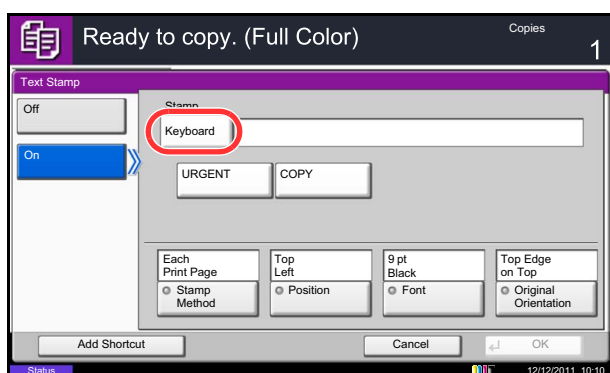 Ready to copy. (Full Color)
Copies
1
Text Stamp
Off
On
Stamp
Keyboard
URGENT
COPY
Each
Print Page
Stamp
Method
Top
Left
Position
9 pt
Black
Font
Top Edge
on Top
Original
Orientation
Add Shortcut
Cancel
OK
Status
12/12/2011 10:10